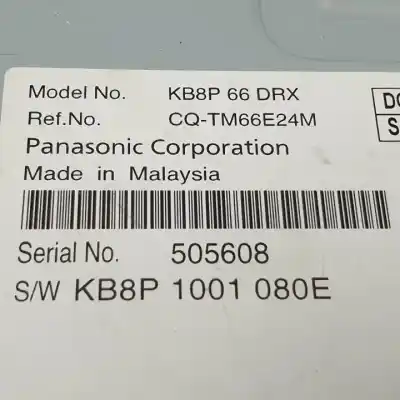 Model No. KB8P 66 DRX
Ref.No. CQ-TM66E24M
Panasonic Corporation
Made in Malaysia
Serial No. 505608
S/W KB8P 1001 080E